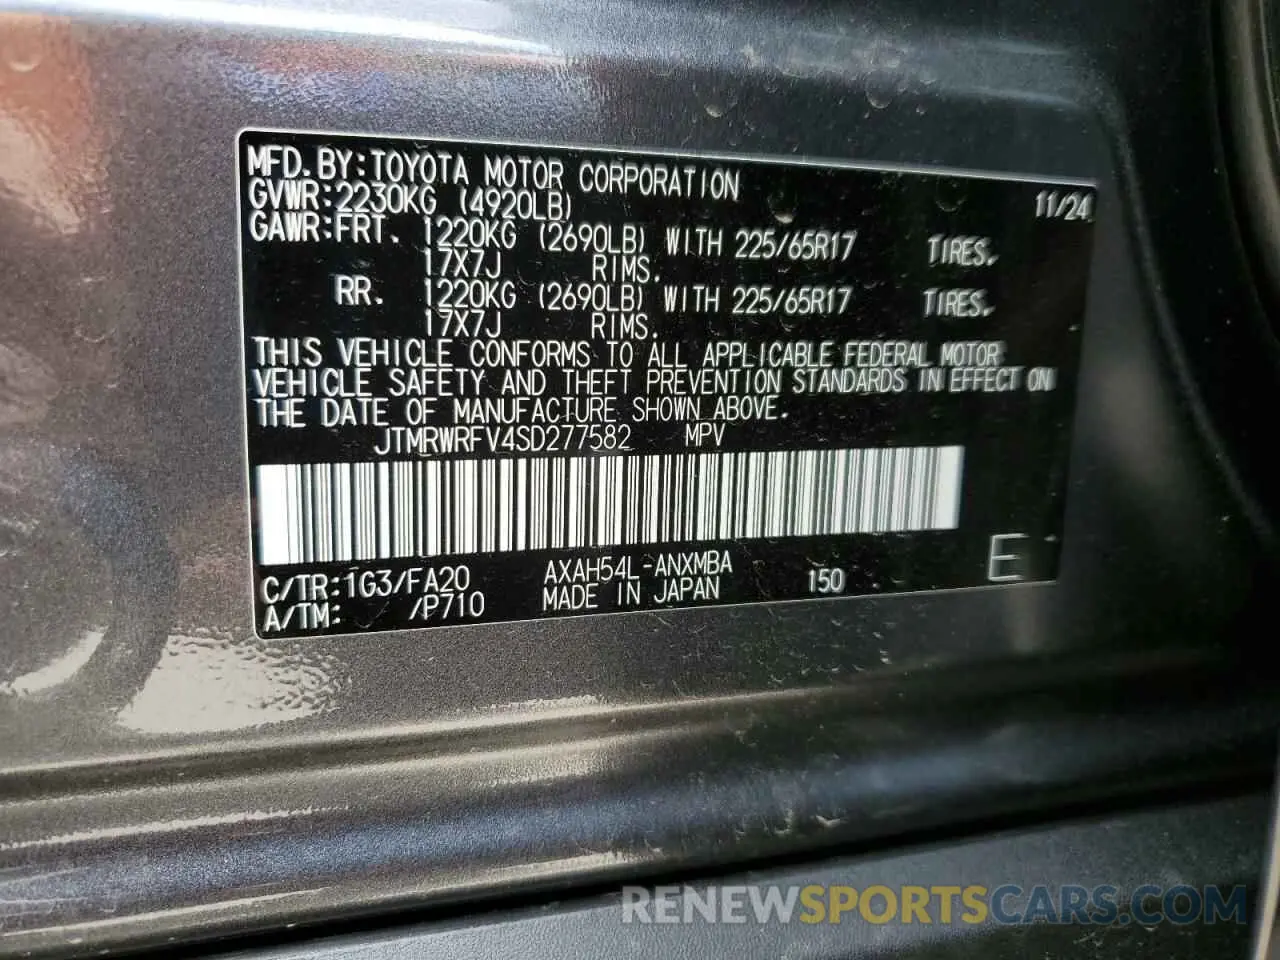 MFD.BY:TOYOTA MOTOR CORPORATION 11/24
GVWR:2230KG (4920LB)
GAWR:FRT. 1220KG (2690LB) WITH 225/65R17 TIRES.
17X7J RIMS.
RR. 1220KG (2690LB) WITH 225/65R17 TIRES.
17X7J RIMS.
THIS VEHICLE CONFORMS TO ALL APPLICABLE FEDERAL MOTOR
VEHICLE SAFETY AND THEFT PREVENTION STANDARDS IN EFFECT ON
THE DATE OF MANUFACTURE SHOWN ABOVE.
JTMRWRFV4SD277582 MPV
C/TR:1G3/FA20 AXAH54L-ANXMBA 150 E
A/TM: /P710 MADE IN JAPAN
RENEWSPORTSCARS.COM